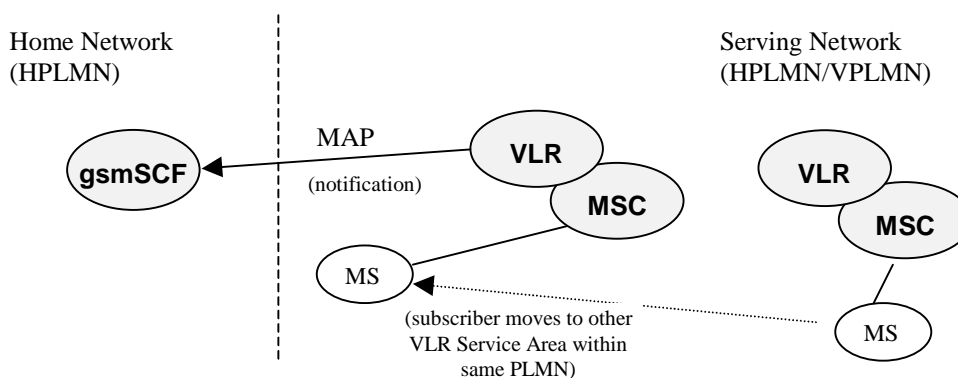 Home Network
(HPLMN)
Serving Network
(HPLMN/VPLMN)
MAP
(notification)
gsmSCF
VLR
MSC
VLR
MSC
MS
MS
(subscriber moves to other
VLR Service Area within
same PLMN)